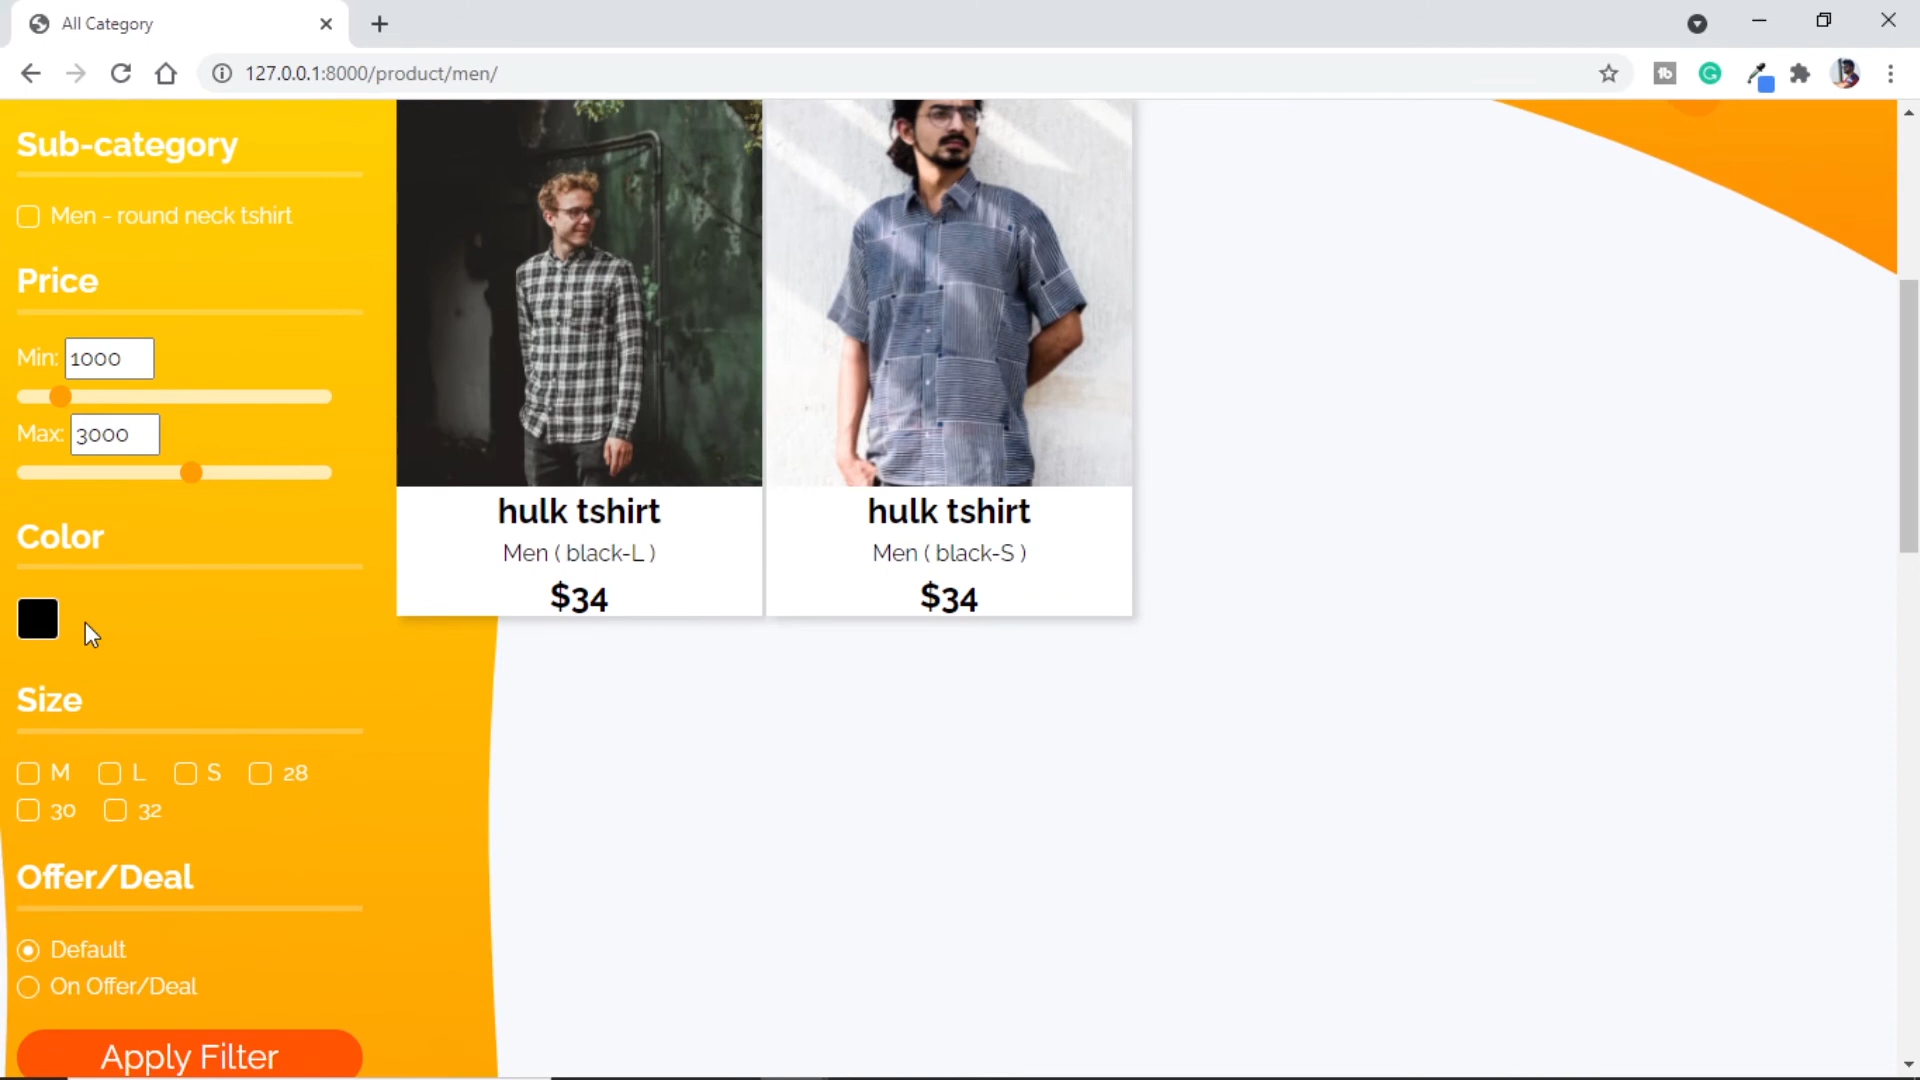 All Category
127.0.0.1:8000/product/men/
Sub-category
Men - round neck tshirt
Price
Min: 1000
Max: 3000
Color
Size
M L S 28
30 32
Offer/Deal
Default
On Offer/Deal
Apply Filter
hulk tshirt
Men ( black-L )
$34
hulk tshirt
Men ( black-S )
$34